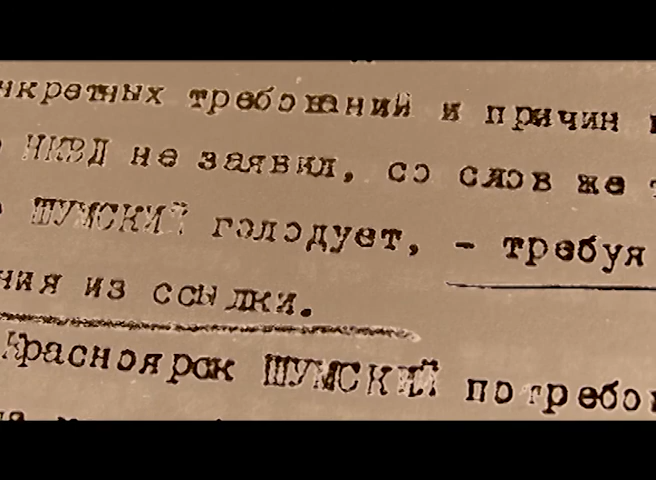 нкретных требований и причин
НКВД не заявил, со слов же
ШУМСКИЙ голодует, - требуя
ния из ссылки.
Красноярск ШУМСКИЙ потребо